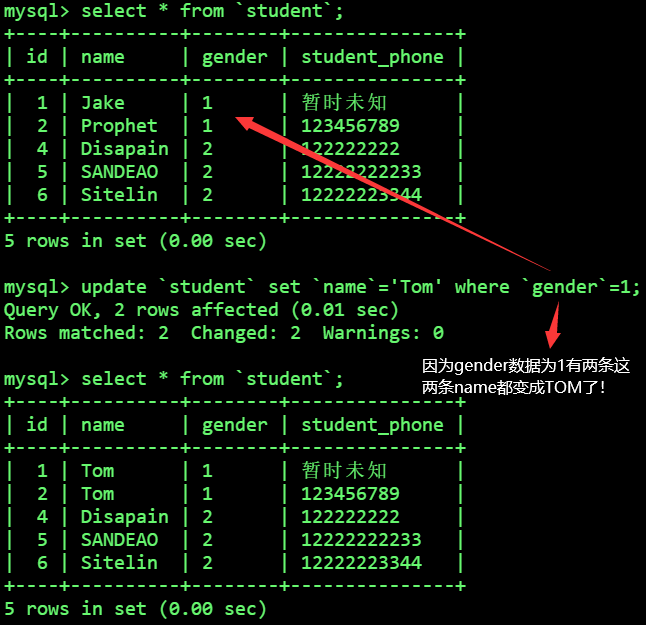 mysql> select * from `student`;
+----+----------+--------+---------------+
| id | name     | gender | student_phone |
+----+----------+--------+---------------+
|  1 | Jake     | 1      | 暂时未知      |
|  2 | Prophet  | 1      | 123456789     |
|  4 | Disapain | 2      | 122222222     |
|  5 | SANDEAO  | 2      | 12222222233   |
|  6 | Sitelin  | 2      | 12222223344   |
+----+----------+--------+---------------+
5 rows in set (0.00 sec)
mysql> update `student` set `name`='Tom' where `gender`=1;
Query OK, 2 rows affected (0.01 sec)
Rows matched: 2  Changed: 2  Warnings: 0
因为gender数据为1有两条这
两条name都变成TOM了！
mysql> select * from `student`;
+----+----------+--------+---------------+
| id | name     | gender | student_phone |
+----+----------+--------+---------------+
|  1 | Tom      | 1      | 暂时未知      |
|  2 | Tom      | 1      | 123456789     |
|  4 | Disapain | 2      | 122222222     |
|  5 | SANDEAO  | 2      | 12222222233   |
|  6 | Sitelin  | 2      | 12222223344   |
+----+----------+--------+---------------+
5 rows in set (0.00 sec)